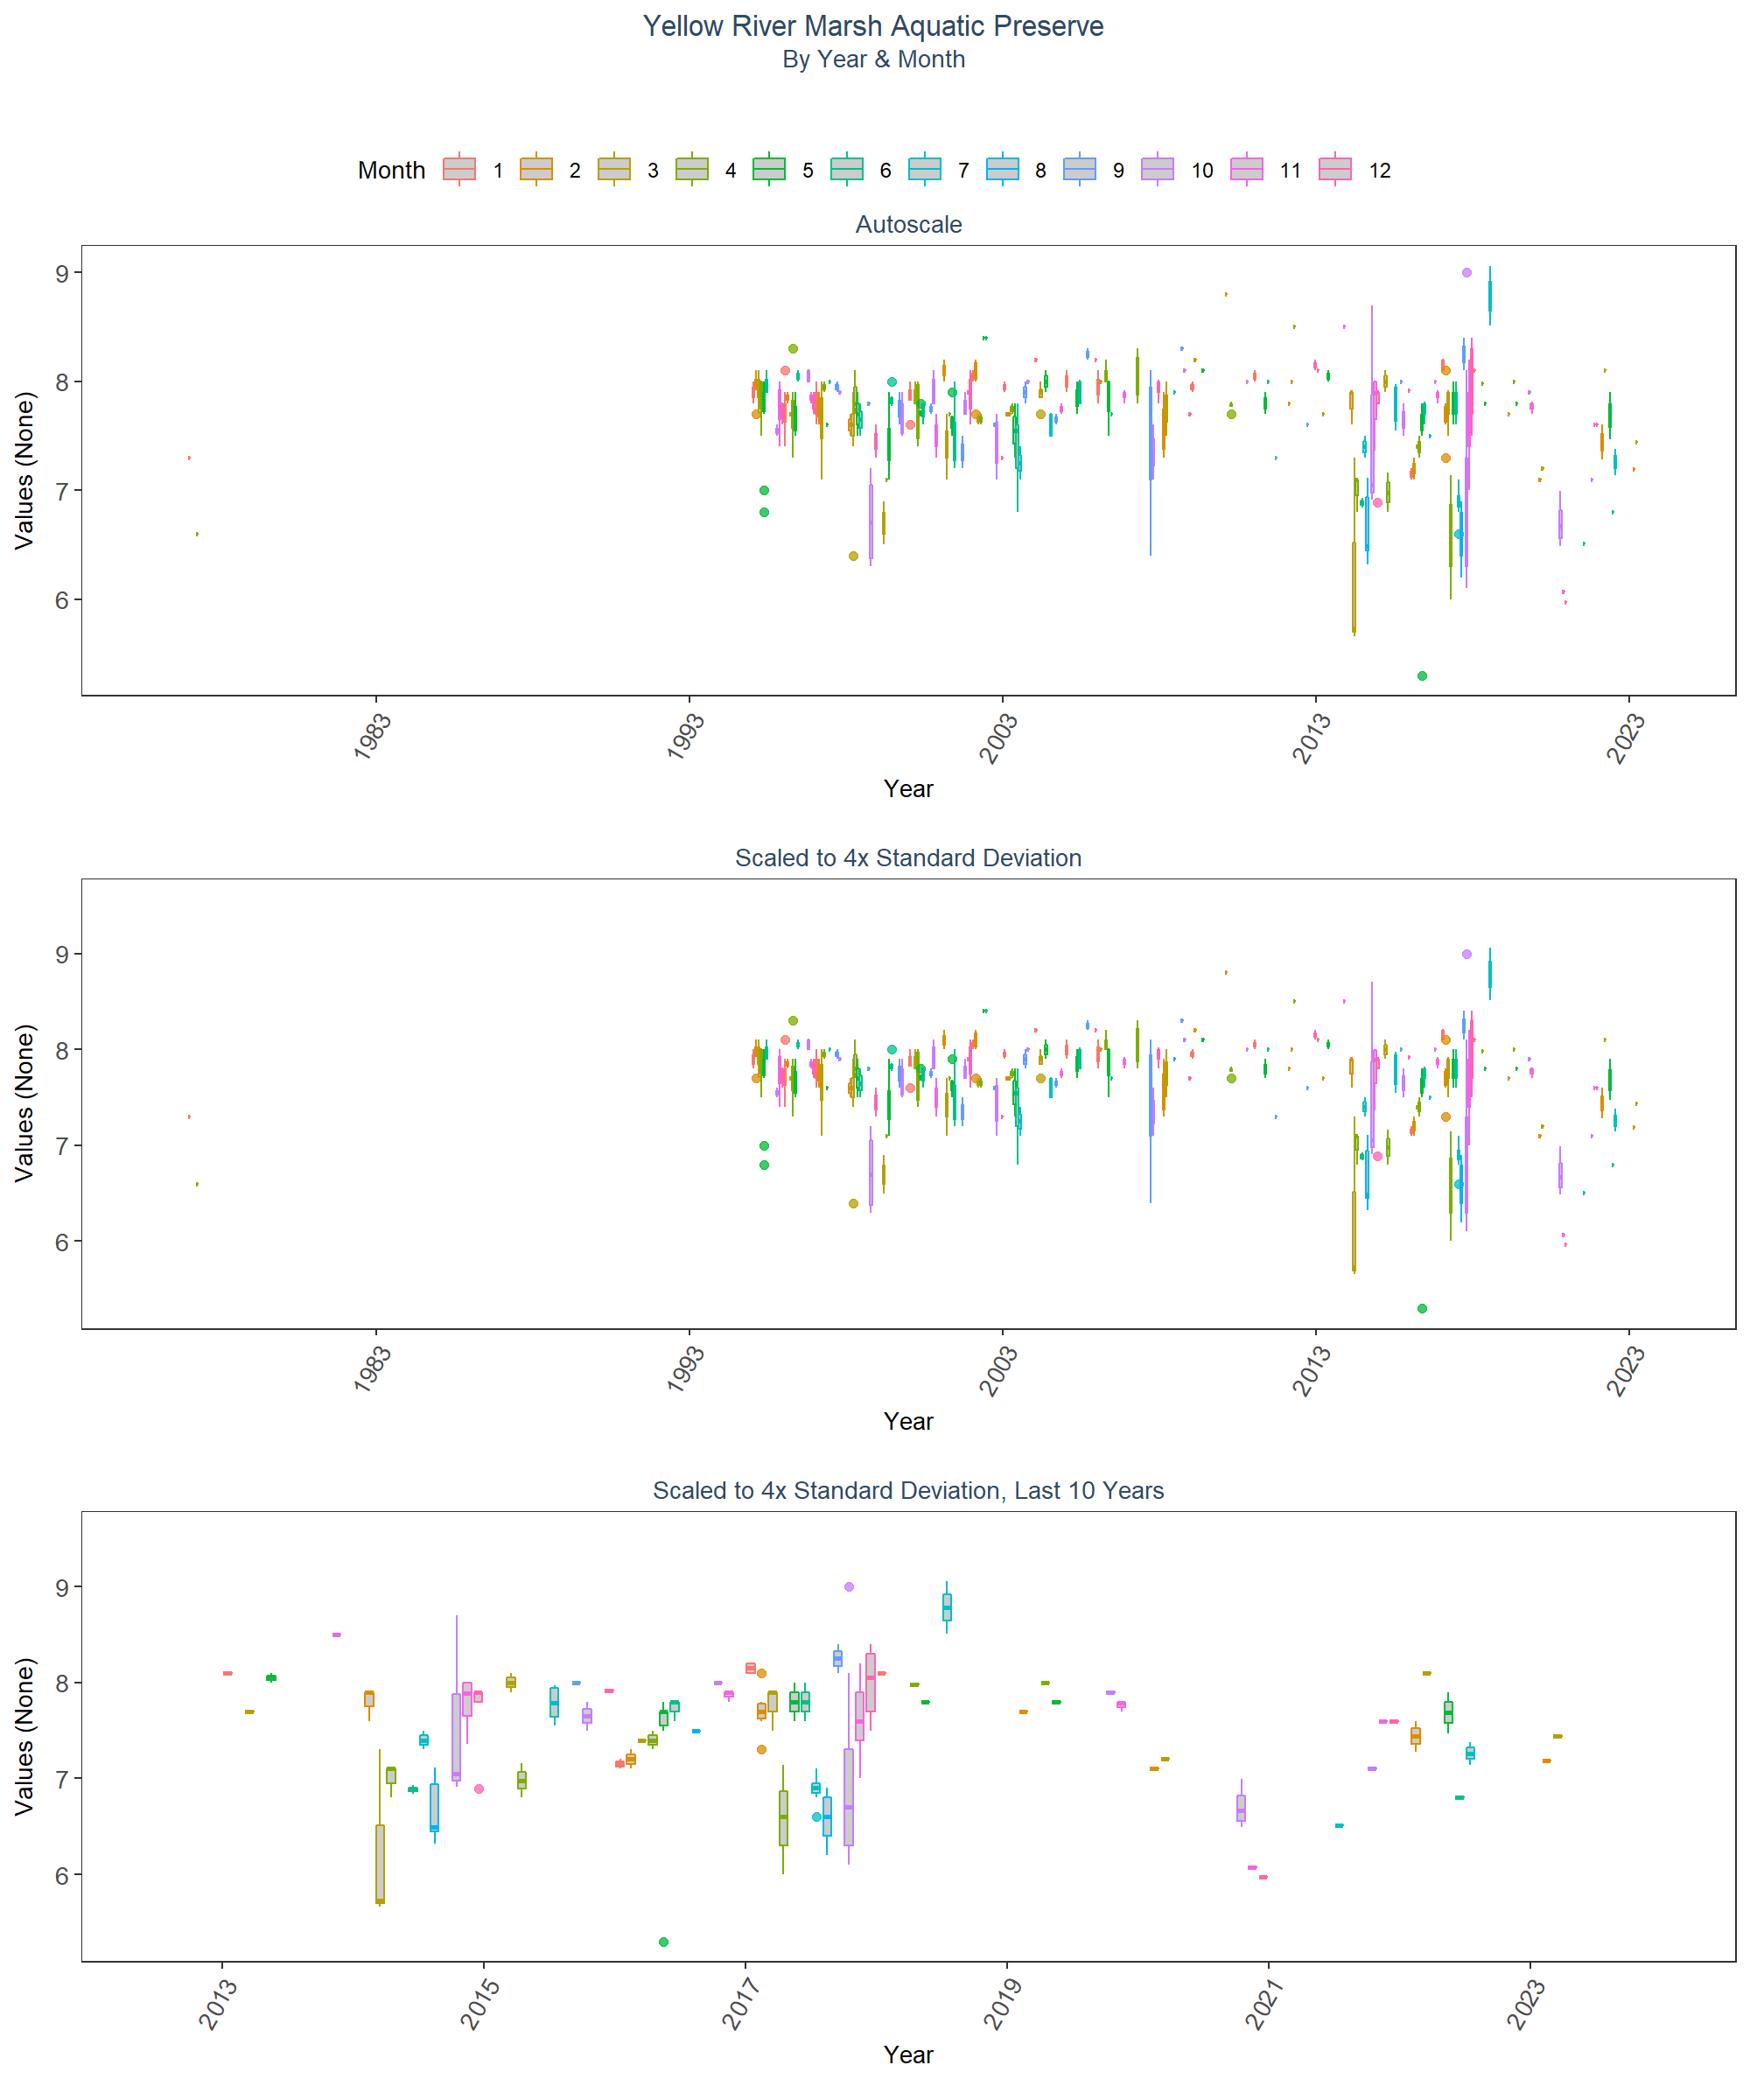 Yellow River Marsh Aquatic Preserve
By Year & Month
Month 1 2 3 4 5 6 7 8 9 10 11 12
Autoscale
9
8
7
6
Values (None)
1983 1993 2003 2013 2023
Year
Scaled to 4x Standard Deviation
9
8
7
6
Values (None)
1983 1993 2003 2013 2023
Year
Scaled to 4x Standard Deviation, Last 10 Years
9
8
7
6
Values (None)
2013 2015 2017 2019 2021 2023
Year